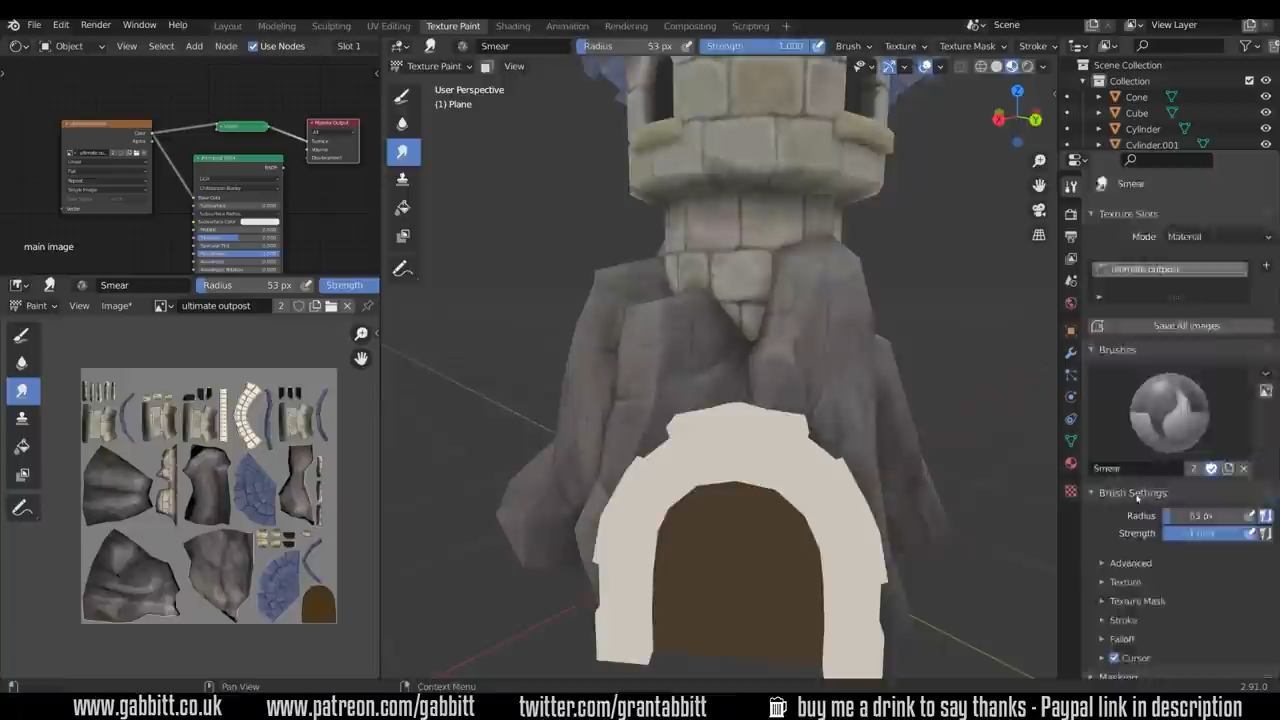 File Edit Render Window Help Layout Modeling Sculpting UV Editing Texture Paint Shading Animation Rendering Compositing Scripting + Scene View Layer
Object View Select Add Node Use Nodes Slot 1 Smear Radius 53 px Strength 1.000 Brush Texture Texture Mask Stroke
Texture Paint View
User Perspective
(1) Plane
Scene Collection
Collection
Cone
Cube
Cylinder
Cylinder.001
Smear
Texture Slots
Mode Material
ultimate outpost
Save All Images
Brushes
Smear 2
Brush Settings
Radius 53 px
Strength 1.000
Advanced
Texture
Texture Mask
Stroke
Falloff
Cursor
Masking
main image
Smear Radius 53 px Strength
Paint View Image* ultimate outpost 2
Pan View Context Menu 2.91.0
www.gabbitt.co.uk www.patreon.com/gabbitt twitter.com/grantabbitt buy me a drink to say thanks - Paypal link in description